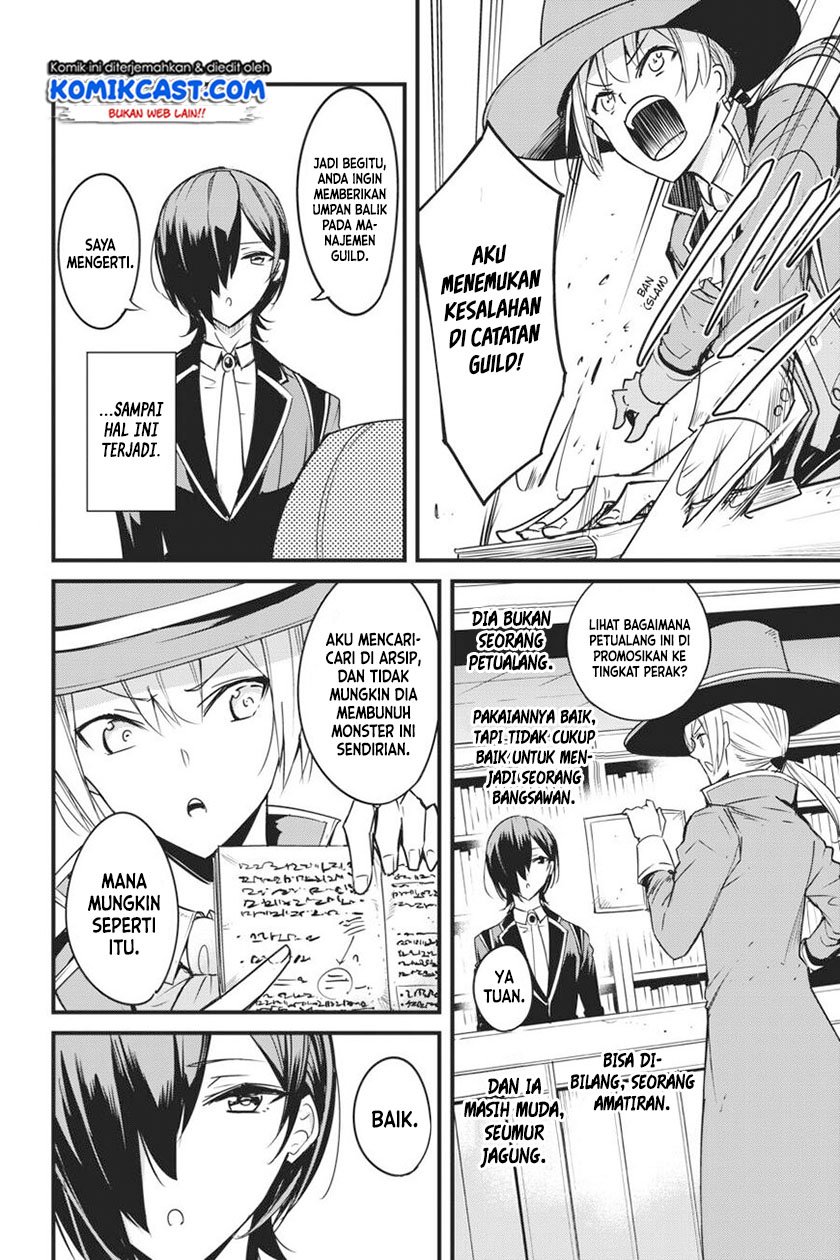 Komik ini diterjemahkan & diedit oleh
KOMIKCAST.COM
BUKAN WEB LAIN!!
AKU
MENEMUKAN
KESALAHAN
DI CATATAN
GUILD!
BAN
(SLAM)
JADI BEGITU,
ANDA INGIN
MEMBERIKAN
UMPAN BALIK
PADA MA-
NAJEMEN
GUILD.
SAYA
MENGERTI.
...SAMPAI
HAL INI
TERJADI.
LIHAT BAGAIMANA
PETUALANG INI DI
PROMOSIKAN KE
TINGKAT PERAK?
DIA BUKAN
SEORANG
PETUALANG.
PAKAIANNYA BAIK,
TAPI TIDAK CUKUP
BAIK UNTUK MEN-
JADI SEORANG
BANGSAWAN.
YA
TUAN.
BISA DI-
BILANG, SEORANG
AMATIRAN.
DAN IA
MASIH MUDA,
SEUMUR
JAGUNG.
AKU MENCARI-
CARI DI ARSIP,
DAN TIDAK
MUNGKIN DIA
MEMBUNUH
MONSTER INI
SENDIRIAN.
MANA
MUNGKIN
SEPERTI
ITU.
BAIK.